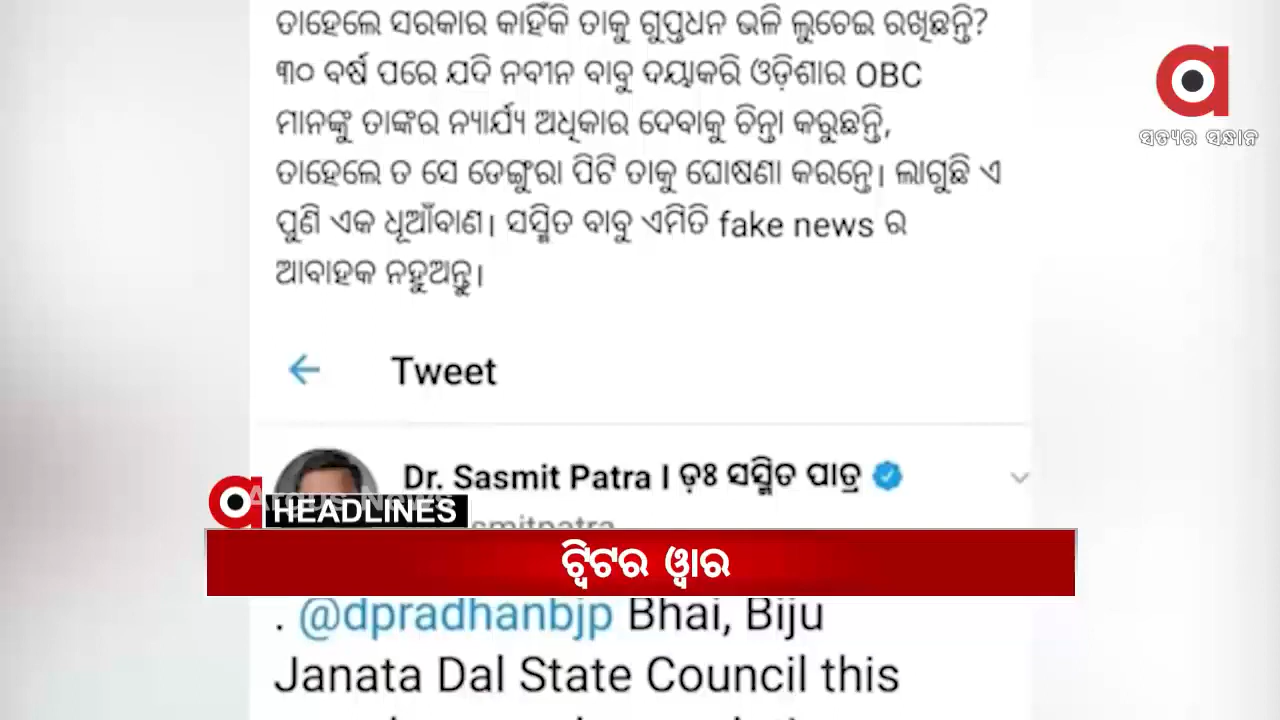 ତାହେଲେ ସରକାର କାହିଁକି ତାକୁ ଗୁପ୍ତଧନ ଭଳି ଲୁଚେଇ ରଖିଛନ୍ତି?
୩୦ ବର୍ଷ ପରେ ଯଦି ନବୀନ ବାବୁ ଦୟାକରି ଓଡ଼ିଶାର OBC
ମାନଙ୍କୁ ତାଙ୍କର ନ୍ୟାର୍ଯ୍ୟ ଅଧିକାର ଦେବାକୁ ଚିନ୍ତା କରୁଛନ୍ତି,
ତାହେଲେ ତ ସେ ଡେଙ୍ଗୁରା ପିଟି ତାକୁ ଘୋଷଣା କରନ୍ତେ। ଲାଗୁଛି ଏ
ପୁଣି ଏକ ଧୂଆଁବାଣ। ସସ୍ମିତ ବାବୁ ଏମିତି fake news ର
ଆବାହକ ନହୁଅନ୍ତୁ।
ସତ୍ୟର ସନ୍ଧାନ
Tweet
Dr. Sasmit Patra | ଡ଼ଃ ସସ୍ମିତ ପାତ୍ର
Argus News
HEADLINES
ଟ୍ୱିଟର ୱାର
. @dpradhanbjp Bhai, Biju
Janata Dal State Council this